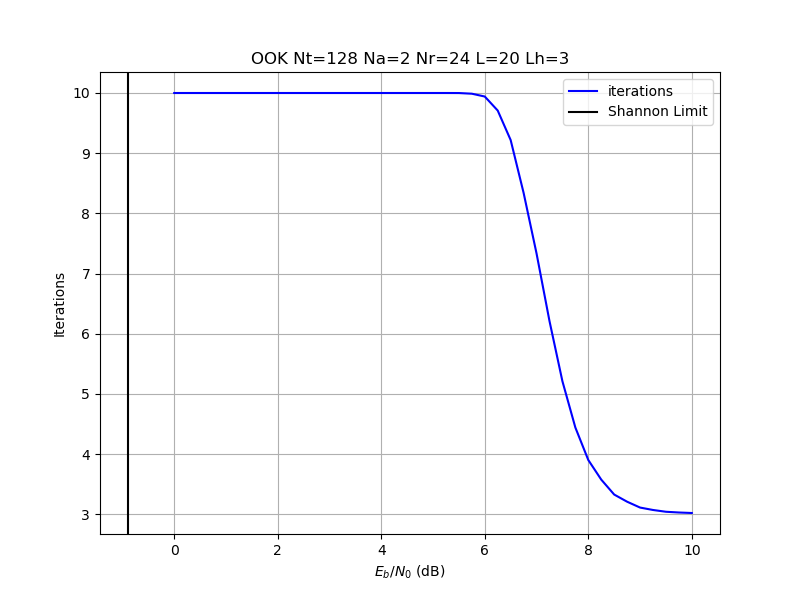 OOK Nt=128 Na=2 Nr=24 L=20 Lh=3
iterations
Shannon Limit
10
9
8
7
6
5
4
3
Iterations
0 2 4 6 8 10
E_b/N_0 (dB)